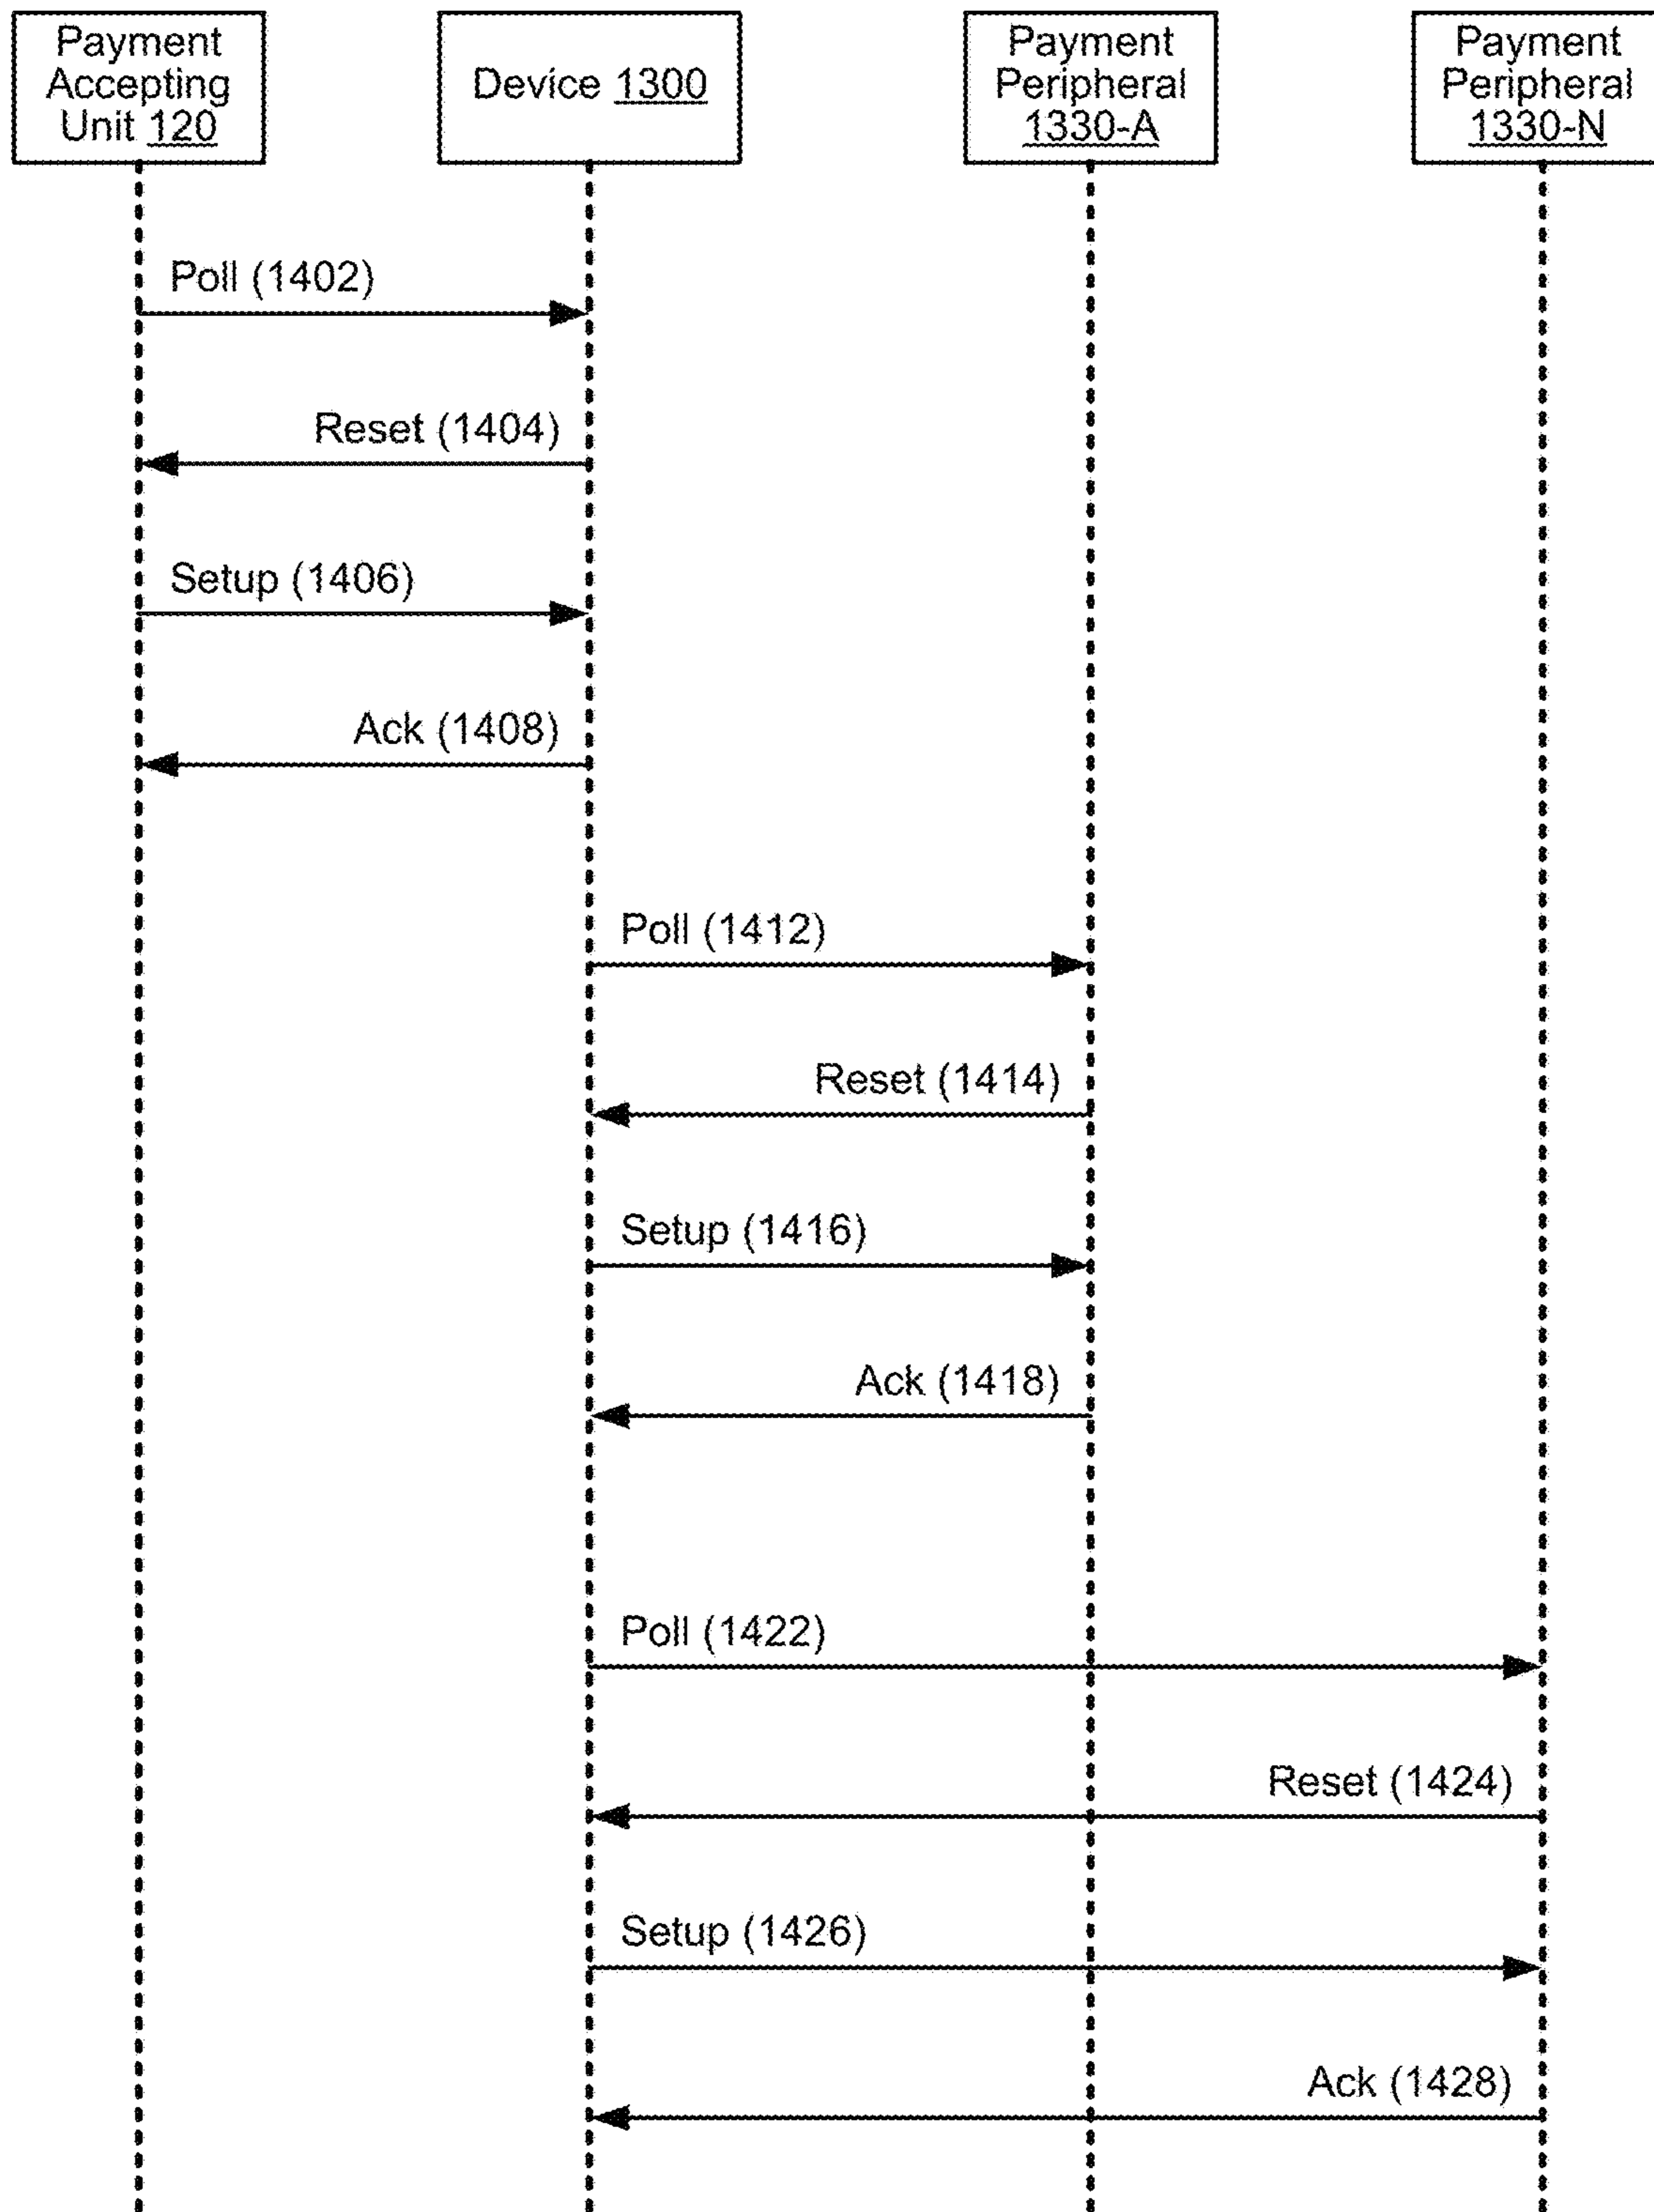 Payment
Accepting
Unit 120
Device 1300
Payment
Peripheral
1330-A
Payment
Peripheral
1330-N
Poll (1402)
Reset (1404)
Setup (1406)
Ack (1408)
Poll (1412)
Reset (1414)
Setup (1416)
Ack (1418)
Poll (1422)
Reset (1424)
Setup (1426)
Ack (1428)